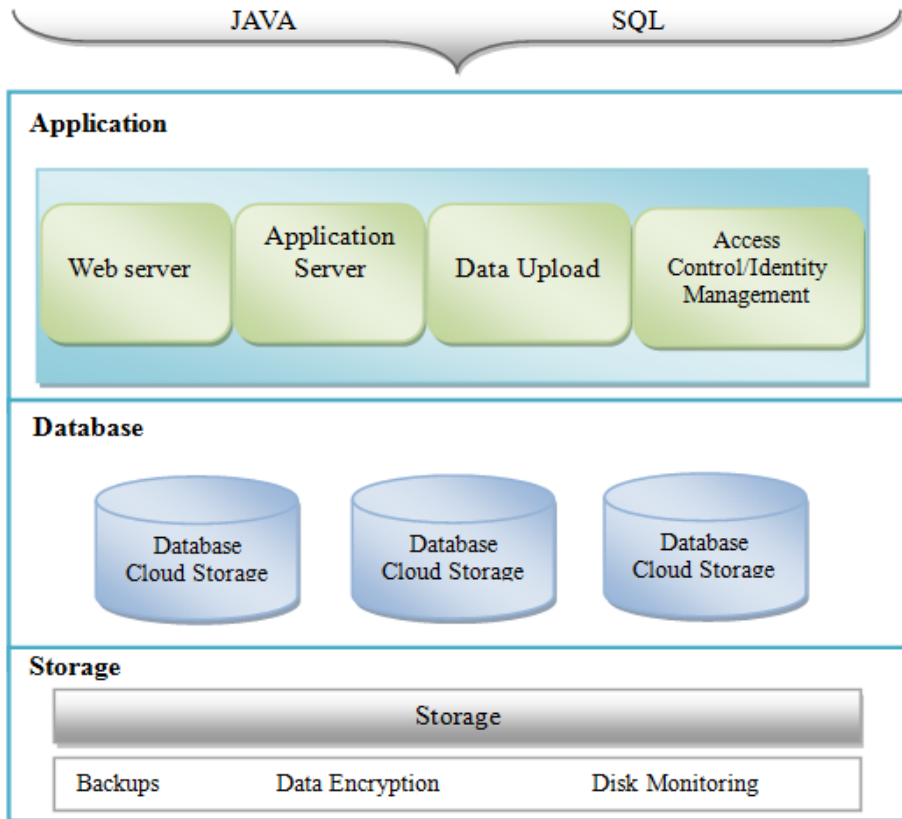 JAVA SQL
Application
Web server
Application
Server
Data Upload
Access
Control/Identity
Management
Database
Database
Cloud Storage
Database
Cloud Storage
Database
Cloud Storage
Storage
Storage
Backups Data Encryption Disk Monitoring